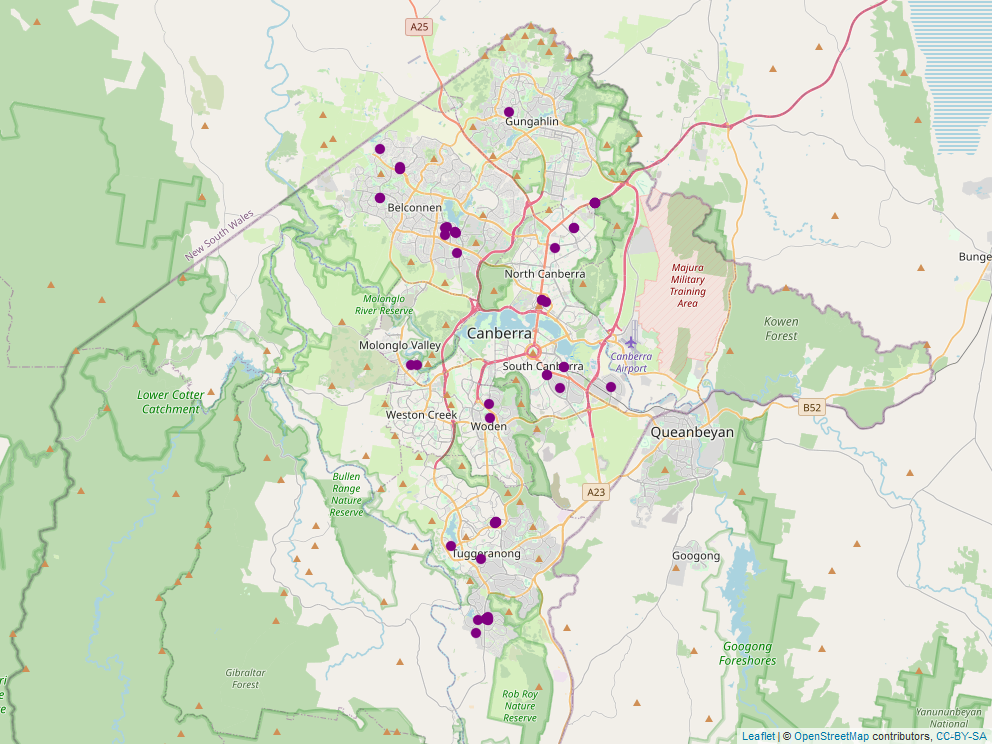 A25
Gungahlin
Belconnen
New South Wales
North Canberra
Majura
Military
Training
Area
Bunge
Molonglo
River Reserve
Kowen
Forest
Canberra
Molonglo Valley
Canberra
Airport
South Canberra
Lower Cotter
Catchment
B52
Weston Creek
Woden
Queanbeyan
Bullen
Range
Nature
Reserve
A23
Tuggeranong
Googong
Googong
Foreshores
Gibraltar
Forest
ri
e
Rob Roy
Nature
Reserve
Yanununbeyan
National
Leaflet | © OpenStreetMap contributors, CC-BY-SA